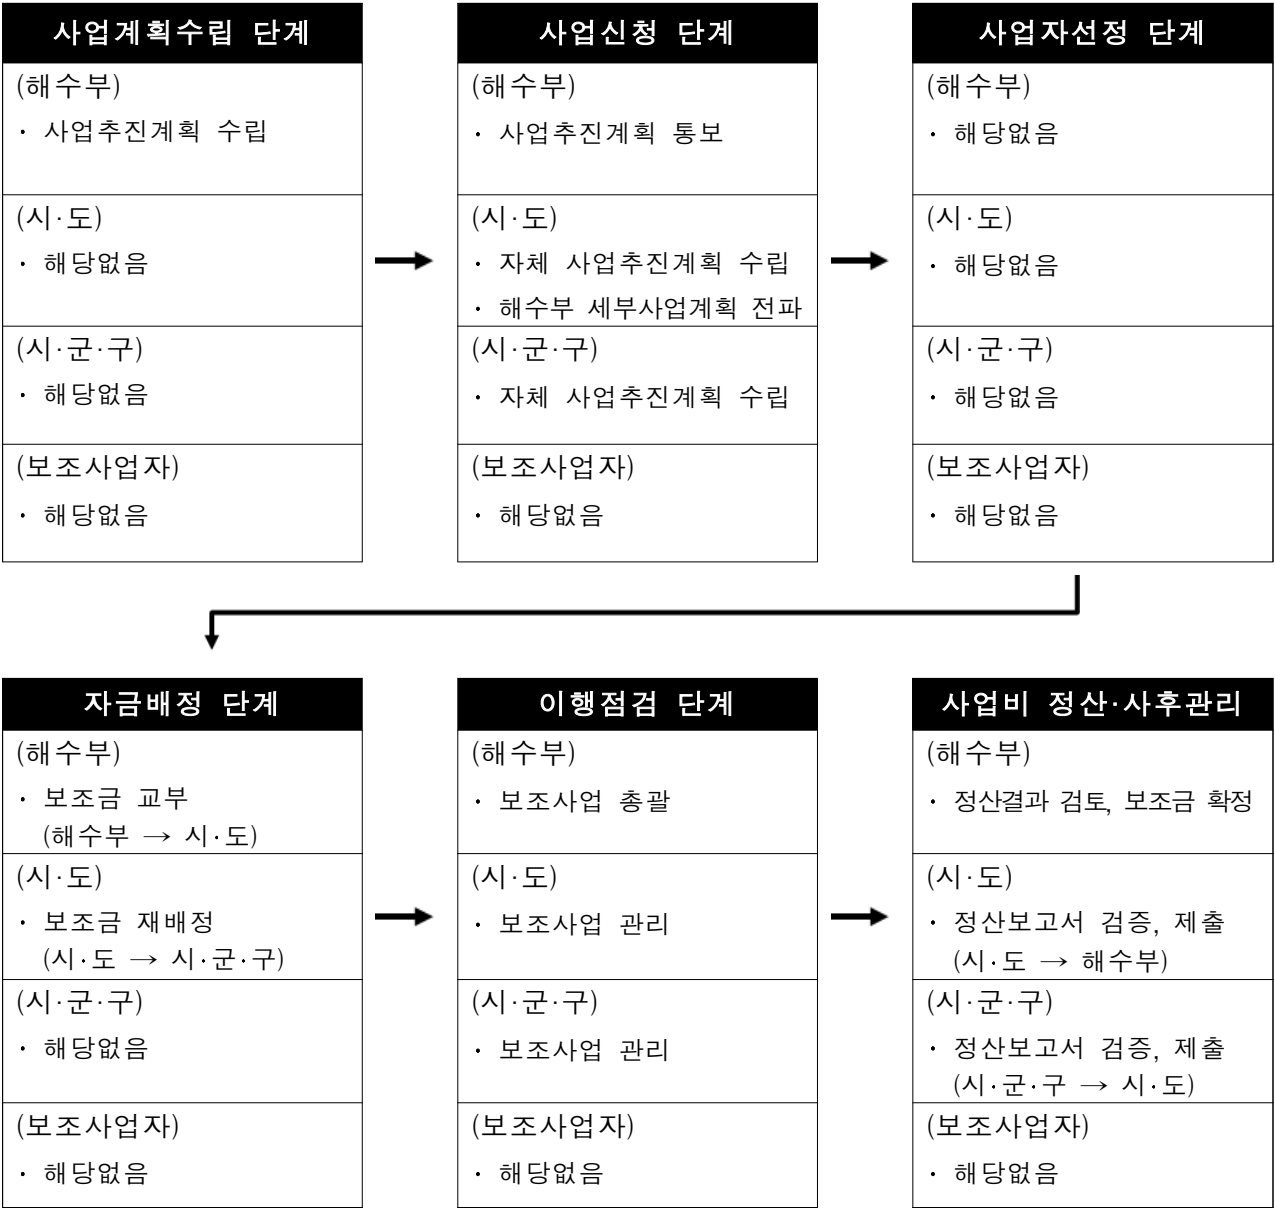 사업계획수립 단계
(해수부)
· 사업추진계획 수립
(시·도)
· 해당없음
(시·군·구)
· 해당없음
(보조사업자)
· 해당없음
사업신청 단계
(해수부)
· 사업추진계획 통보
(시·도)
· 자체 사업추진계획 수립
· 해수부 세부사업계획 전파
(시·군·구)
· 자체 사업추진계획 수립
(보조사업자)
· 해당없음
사업자선정 단계
(해수부)
· 해당없음
(시·도)
· 해당없음
(시·군·구)
· 해당없음
(보조사업자)
· 해당없음
자금배정 단계
(해수부)
· 보조금 교부
(해수부 → 시·도)
(시·도)
· 보조금 재배정
(시·도 → 시·군·구)
(시·군·구)
· 해당없음
(보조사업자)
· 해당없음
이행점검 단계
(해수부)
· 보조사업 총괄
(시·도)
· 보조사업 관리
(시·군·구)
· 보조사업 관리
(보조사업자)
· 해당없음
사업비 정산·사후관리
(해수부)
· 정산결과 검토, 보조금 확정
(시·도)
· 정산보고서 검증, 제출
(시·도 → 해수부)
(시·군·구)
· 정산보고서 검증, 제출
(시·군·구 → 시·도)
(보조사업자)
· 해당없음